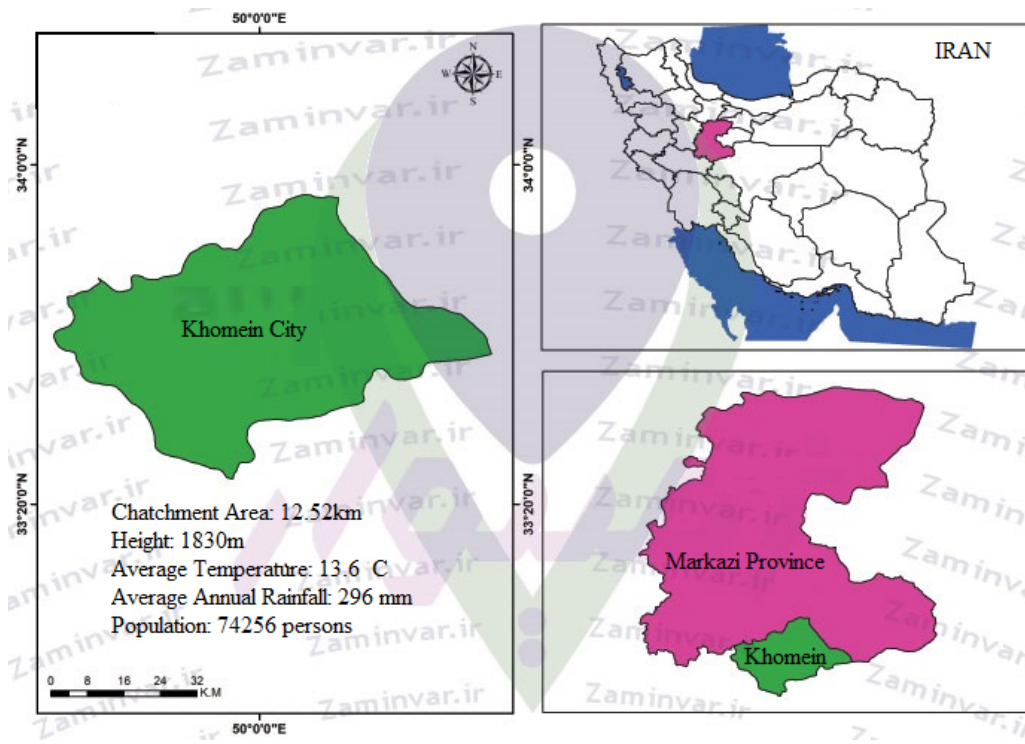 50°0'0"E
N
W E
S
34°0'0"N
34°0'0"N
Khomein City
33°20'0"N
33°20'0"N
Chatchment Area: 12.52km
Height: 1830m
Average Temperature: 13.6 C
Average Annual Rainfall: 296 mm
Population: 74256 persons
0 8 16 24 32
K.M
50°0'0"E
IRAN
Markazi Province
Khomein
Zaminvar.ir